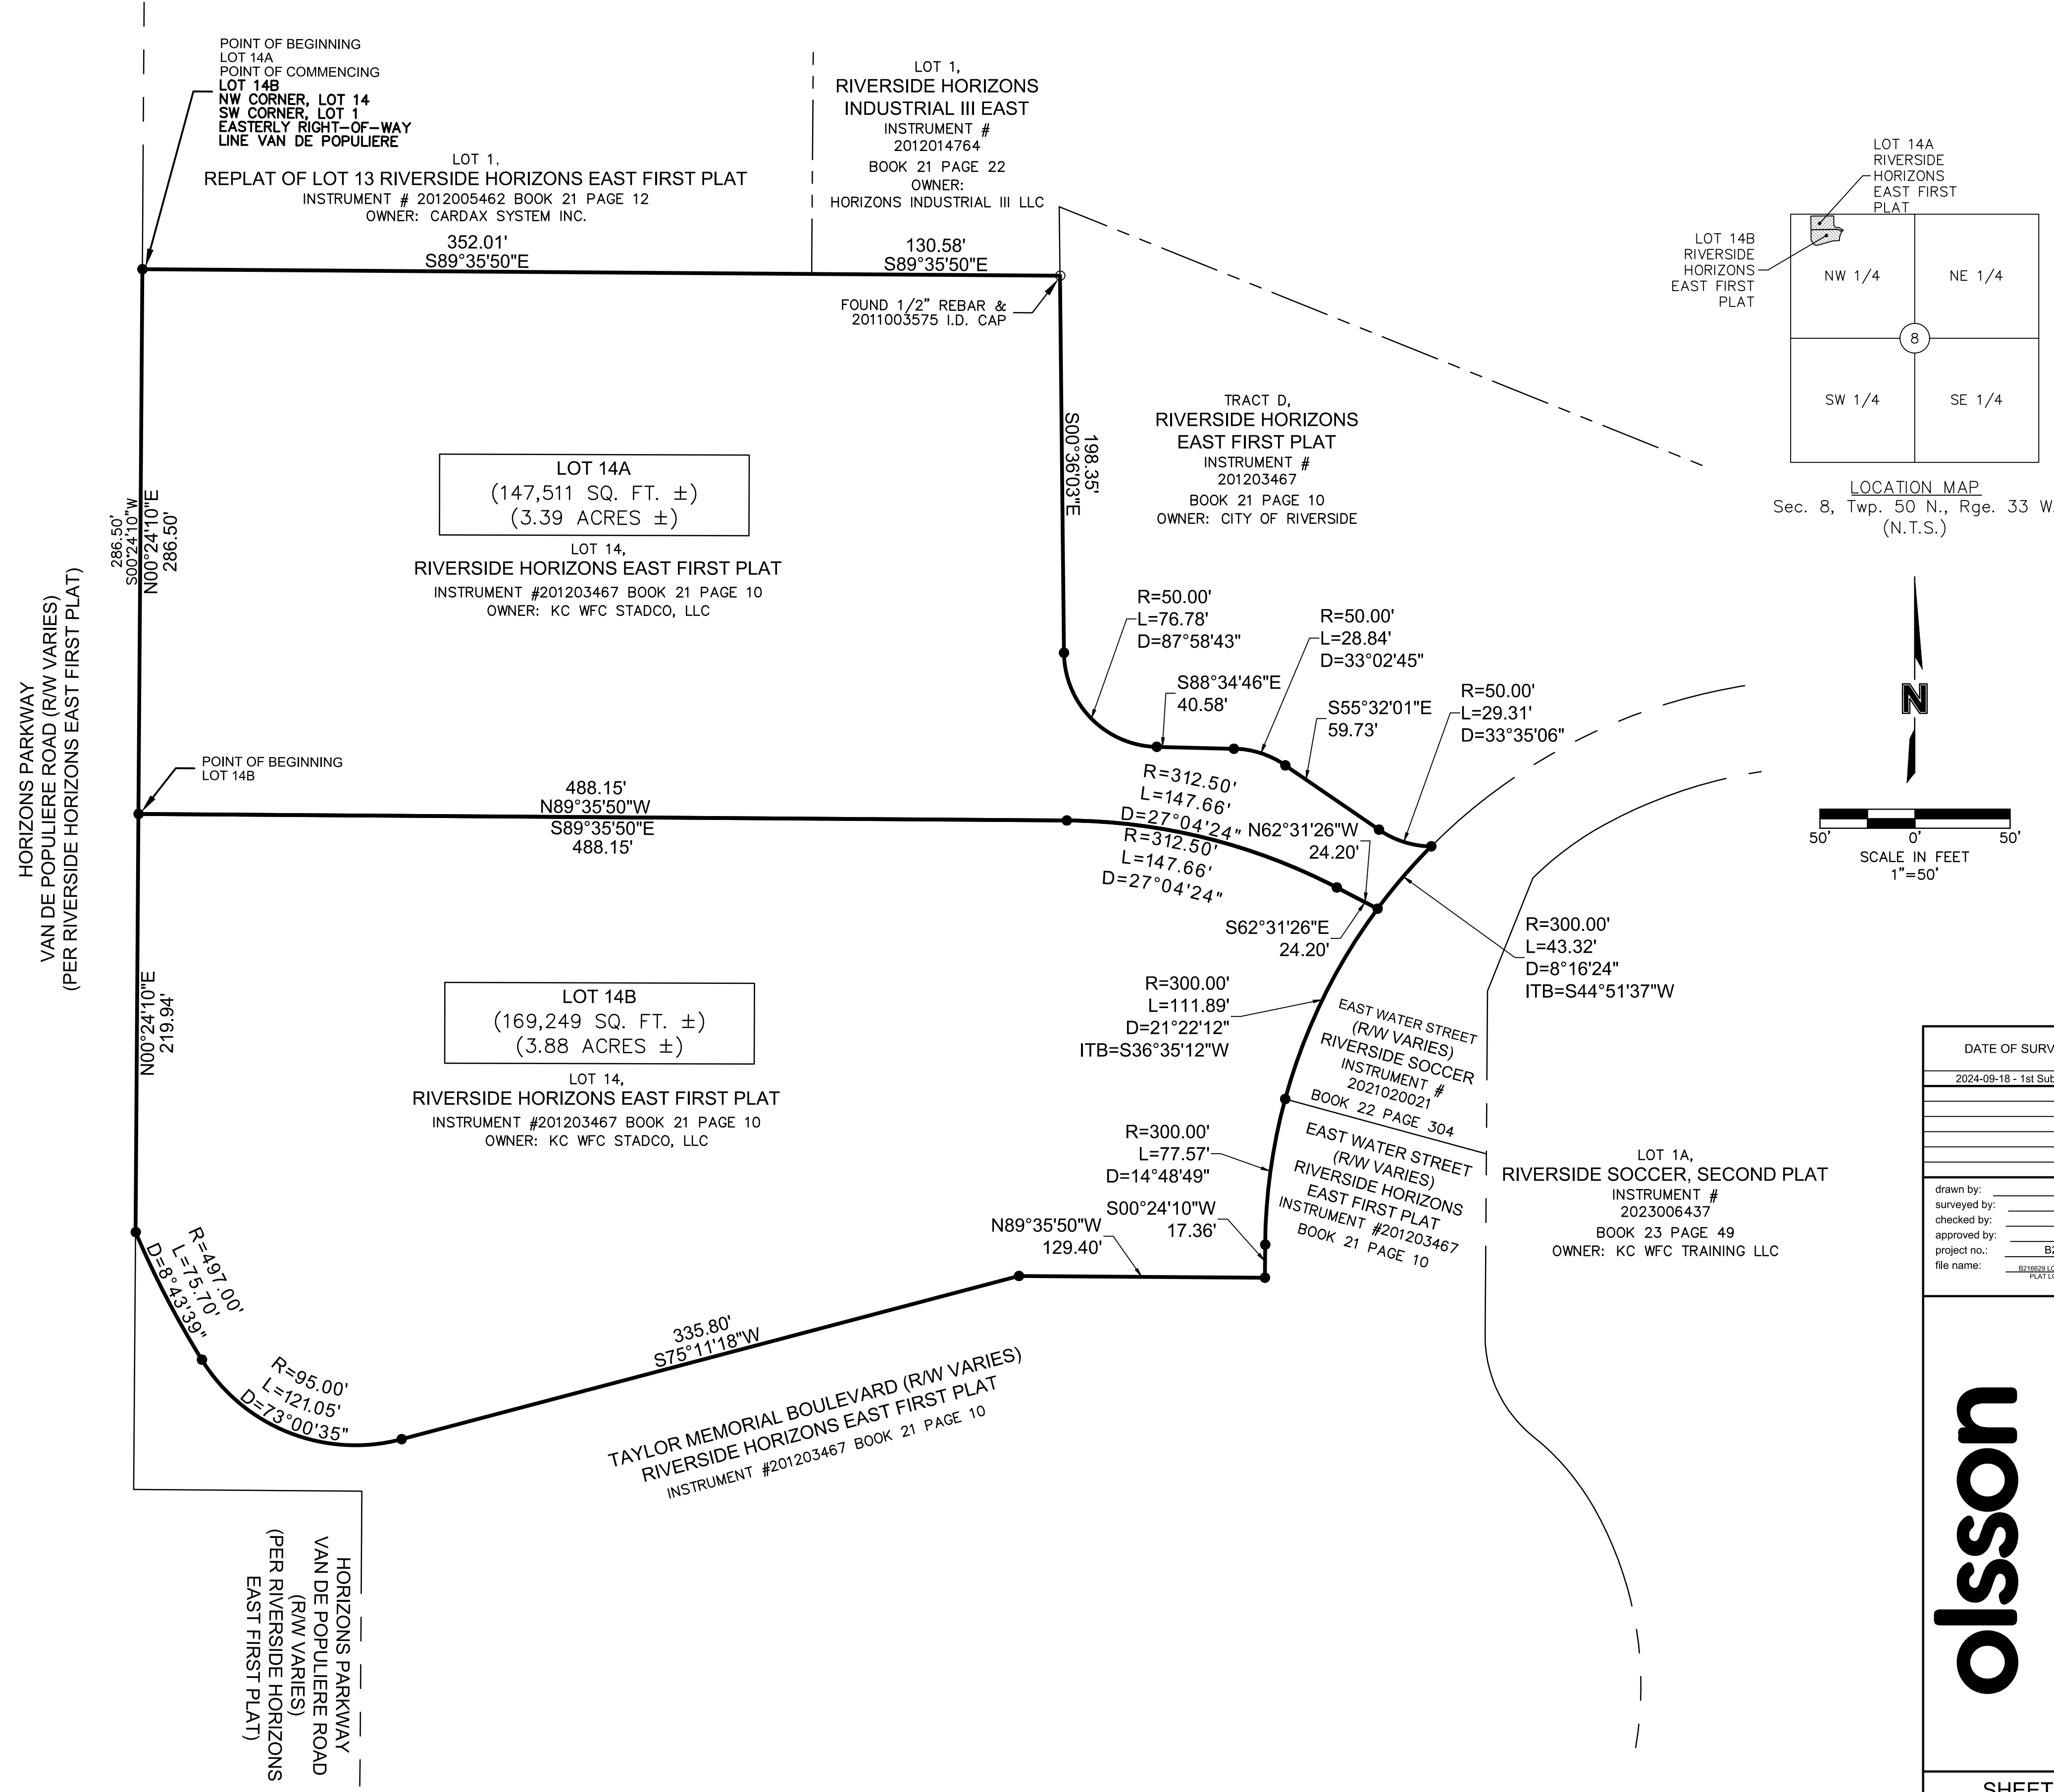 POINT OF BEGINNING
LOT 14A
POINT OF COMMENCING
LOT 14B
NW CORNER, LOT 14
SW CORNER, LOT 1
EASTERLY RIGHT-OF-WAY
LINE VAN DE POPULIERE
LOT 1,
REPLAT OF LOT 13 RIVERSIDE HORIZONS EAST FIRST PLAT
INSTRUMENT # 2012005462 BOOK 21 PAGE 12
OWNER: CARDAX SYSTEM INC.
352.01'
S89°35'50"E
LOT 1,
RIVERSIDE HORIZONS
INDUSTRIAL III EAST
INSTRUMENT #
2012014764
BOOK 21 PAGE 22
OWNER:
HORIZONS INDUSTRIAL III LLC
130.58'
S89°35'50"E
FOUND 1/2" REBAR &
2011003575 I.D. CAP
LOT 14A
RIVERSIDE
HORIZONS
EAST FIRST
PLAT
LOT 14B
RIVERSIDE
HORIZONS
EAST FIRST
PLAT
NW 1/4
NE 1/4
8
SW 1/4
SE 1/4
LOCATION MAP
Sec. 8, Twp. 50 N., Rge. 33 W.
(N.T.S.)
TRACT D,
RIVERSIDE HORIZONS
EAST FIRST PLAT
INSTRUMENT #
201203467
BOOK 21 PAGE 10
OWNER: CITY OF RIVERSIDE
198.35'
S00°36'03"E
LOT 14A
(147,511 SQ. FT. ±)
(3.39 ACRES ±)
LOT 14,
RIVERSIDE HORIZONS EAST FIRST PLAT
INSTRUMENT #201203467 BOOK 21 PAGE 10
OWNER: KC WFC STADCO, LLC
286.50'
S00°24'10"W
N00°24'10"E
286.50'
HORIZONS PARKWAY
VAN DE POPULIERE ROAD (R/W VARIES)
(PER RIVERSIDE HORIZONS EAST FIRST PLAT)
R=50.00'
L=76.78'
D=87°58'43"
R=50.00'
L=28.84'
D=33°02'45"
S88°34'46"E
40.58'
S55°32'01"E
59.73'
R=50.00'
L=29.31'
D=33°35'06"
N
50'
0'
50'
SCALE IN FEET
1"=50'
POINT OF BEGINNING
LOT 14B
488.15'
N89°35'50"W
S89°35'50"E
488.15'
R=312.50'
L=147.66'
D=27°04'24"
R=312.50'
L=147.66'
D=27°04'24"
N62°31'26"W
24.20'
S62°31'26"E
24.20'
R=300.00'
L=43.32'
D=8°16'24"
ITB=S44°51'37"W
R=300.00'
L=111.89'
D=21°22'12"
ITB=S36°35'12"W
N00°24'10"E
219.94'
LOT 14B
(169,249 SQ. FT. ±)
(3.88 ACRES ±)
LOT 14,
RIVERSIDE HORIZONS EAST FIRST PLAT
INSTRUMENT #201203467 BOOK 21 PAGE 10
OWNER: KC WFC STADCO, LLC
EAST WATER STREET
(R/W VARIES)
RIVERSIDE SOCCER
INSTRUMENT #
2021020021
BOOK 22 PAGE 304
EAST WATER STREET
(R/W VARIES)
RIVERSIDE HORIZONS
EAST FIRST PLAT
INSTRUMENT #201203467
BOOK 21 PAGE 10
R=300.00'
L=77.57'
D=14°48'49"
S00°24'10"W
17.36'
N89°35'50"W
129.40'
LOT 1A,
RIVERSIDE SOCCER, SECOND PLAT
INSTRUMENT #
2023006437
BOOK 23 PAGE 49
OWNER: KC WFC TRAINING LLC
R=497.00'
L=75.70'
D=8°43'39"
R=95.00'
L=121.05'
D=73°00'35"
335.80'
S75°11'18"W
TAYLOR MEMORIAL BOULEVARD (R/W VARIES)
RIVERSIDE HORIZONS EAST FIRST PLAT
INSTRUMENT #201203467 BOOK 21 PAGE 10
HORIZONS PARKWAY
VAN DE POPULIERE ROAD
(R/W VARIES)
(PER RIVERSIDE HORIZONS
EAST FIRST PLAT)
DATE OF SURV
2024-09-18 - 1st Sub
drawn by:
surveyed by:
checked by:
approved by:
project no.: B2
file name: B216629 LO
PLAT LO
olsson
SHEET